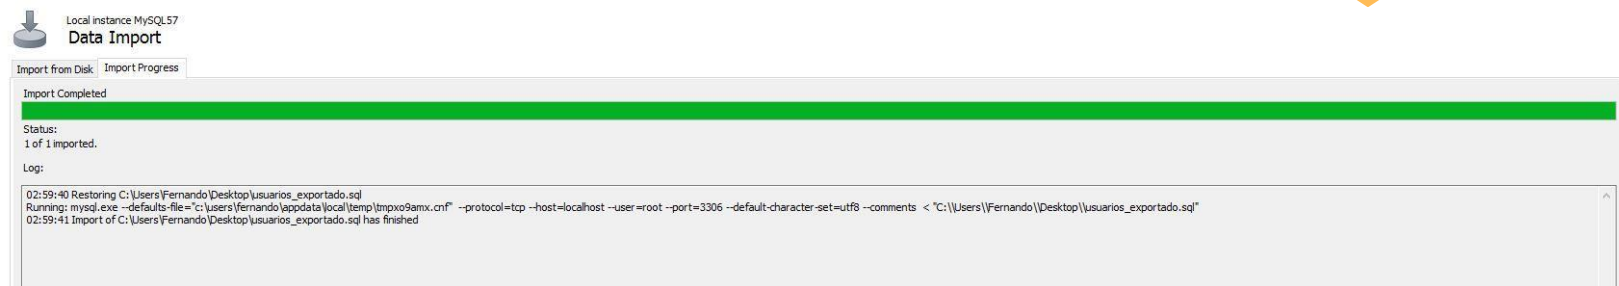 Local instance MySQL57
Data Import
Import from Disk
Import Progress
Import Completed
Status:
1 of 1 imported.
Log:
02:59:40 Restoring C:\Users\Fernando\Desktop\usuarios_exportado.sql
Running: mysql.exe --defaults-file="c:\users\fernando\appdata\local\temp\tmpxo9amx.cnf"  --protocol=tcp --host=localhost --user=root --port=3306 --default-character-set=utf8 --comments  < "C:\\Users\\Fernando\\Desktop\\usuarios_exportado.sql"
02:59:41 Import of C:\Users\Fernando\Desktop\usuarios_exportado.sql has finished